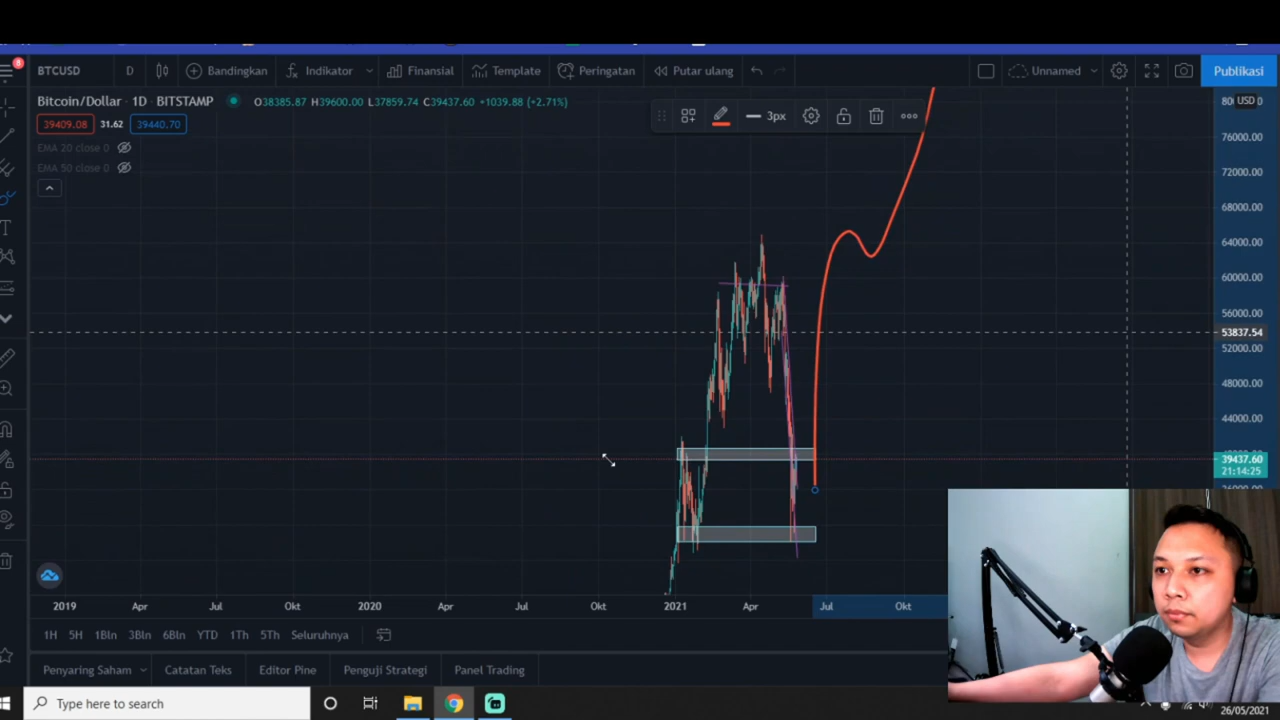 BTCUSD D Bandingkan Indikator Finansial Template Peringatan Putar ulang Unnamed Publikasi
8
Bitcoin/Dollar · 1D · BITSTAMP O38385.87 H39600.00 L37859.74 C39437.60 +1039.88 (+2.71%)
39409.08 31.62 39440.70
EMA 20 close 0
EMA 50 close 0
3px
USD
76000.00
72000.00
68000.00
64000.00
60000.00
56000.00
53837.54
52000.00
48000.00
44000.00
39437.60
21:14:25
2019 Apr Jul Okt 2020 Apr Jul Okt 2021 Apr Jul Okt
1H 5H 1Bln 3Bln 6Bln YTD 1Th 5Th Seluruhnya
Penyaring Saham Catatan Teks Editor Pine Penguji Strategi Panel Trading
Type here to search
26/05/2021